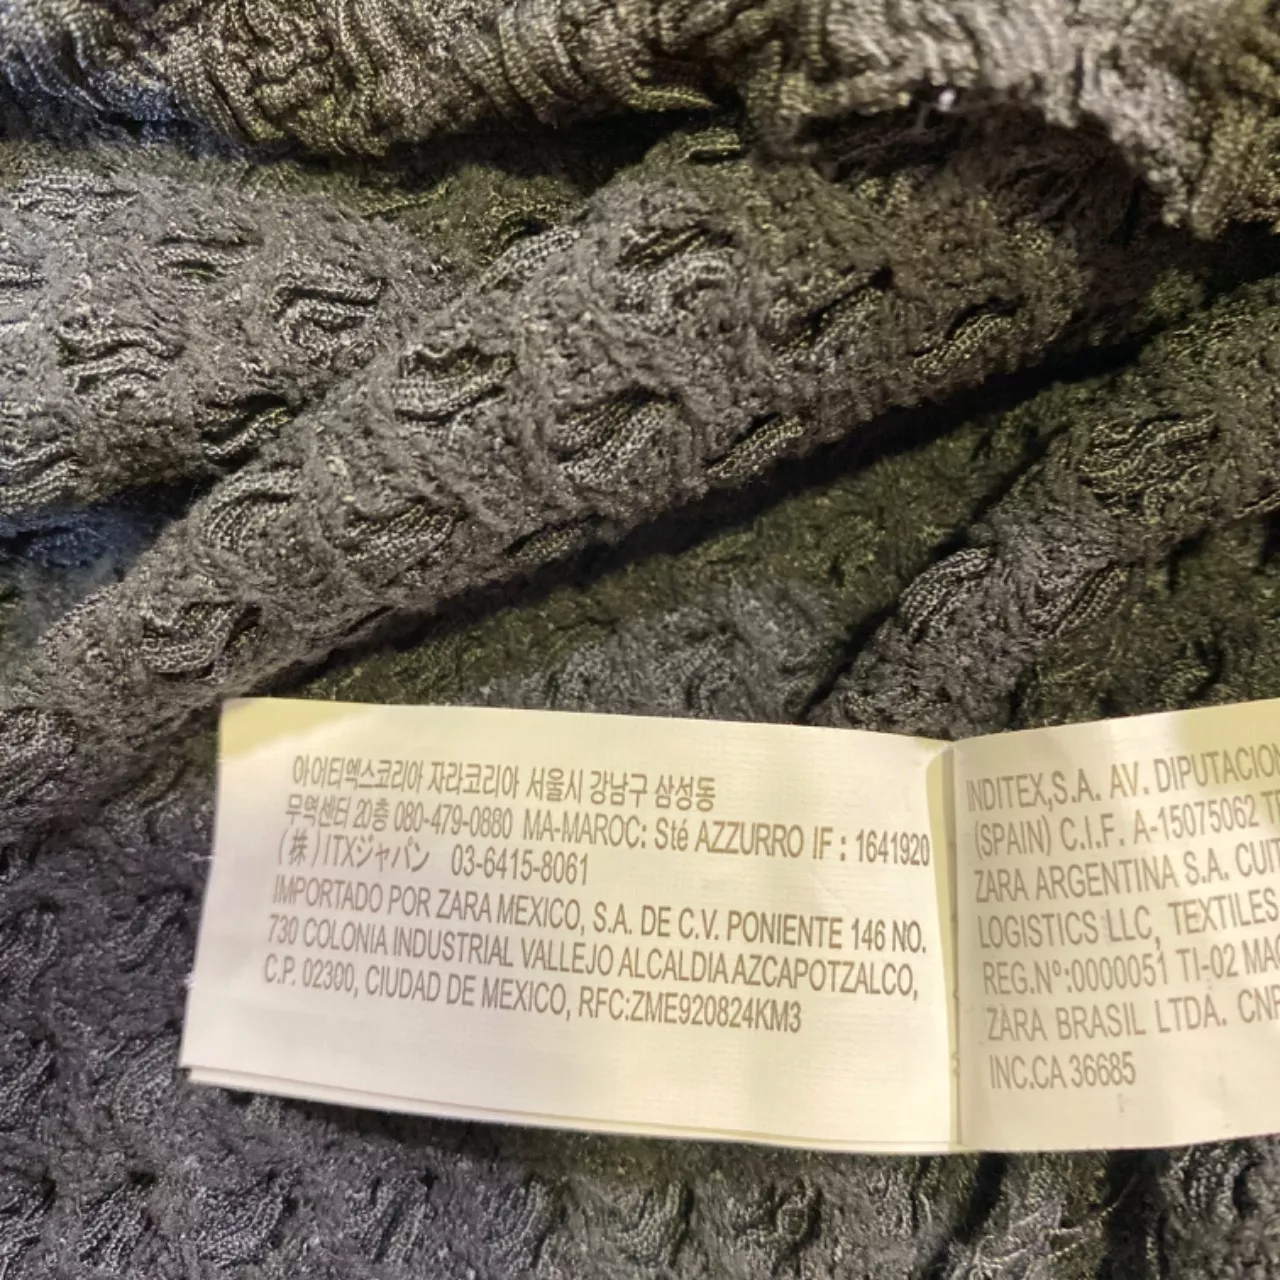 아이티엑스코리아 자라코리아 서울시 강남구 삼성동
무역센터 20층 080-479-0880 MA-MAROC: Sté AZZURRO IF : 1641920
(株)ITXジャパン 03-6415-8061
IMPORTADO POR ZARA MEXICO, S.A. DE C.V. PONIENTE 146 NO.
730 COLONIA INDUSTRIAL VALLEJO ALCALDIA AZCAPOTZALCO,
C.P. 02300, CIUDAD DE MEXICO, RFC:ZME920824KM3
INDITEX,S.A. AV. DIPUTACION
(SPAIN) C.I.F. A-15075062
ZARA ARGENTINA S.A. CUIT
LOGISTICS LLC, TEXTILES
REG.Nº:0000051 TI-02
ZARA BRASIL LTDA.
INC.CA 36685